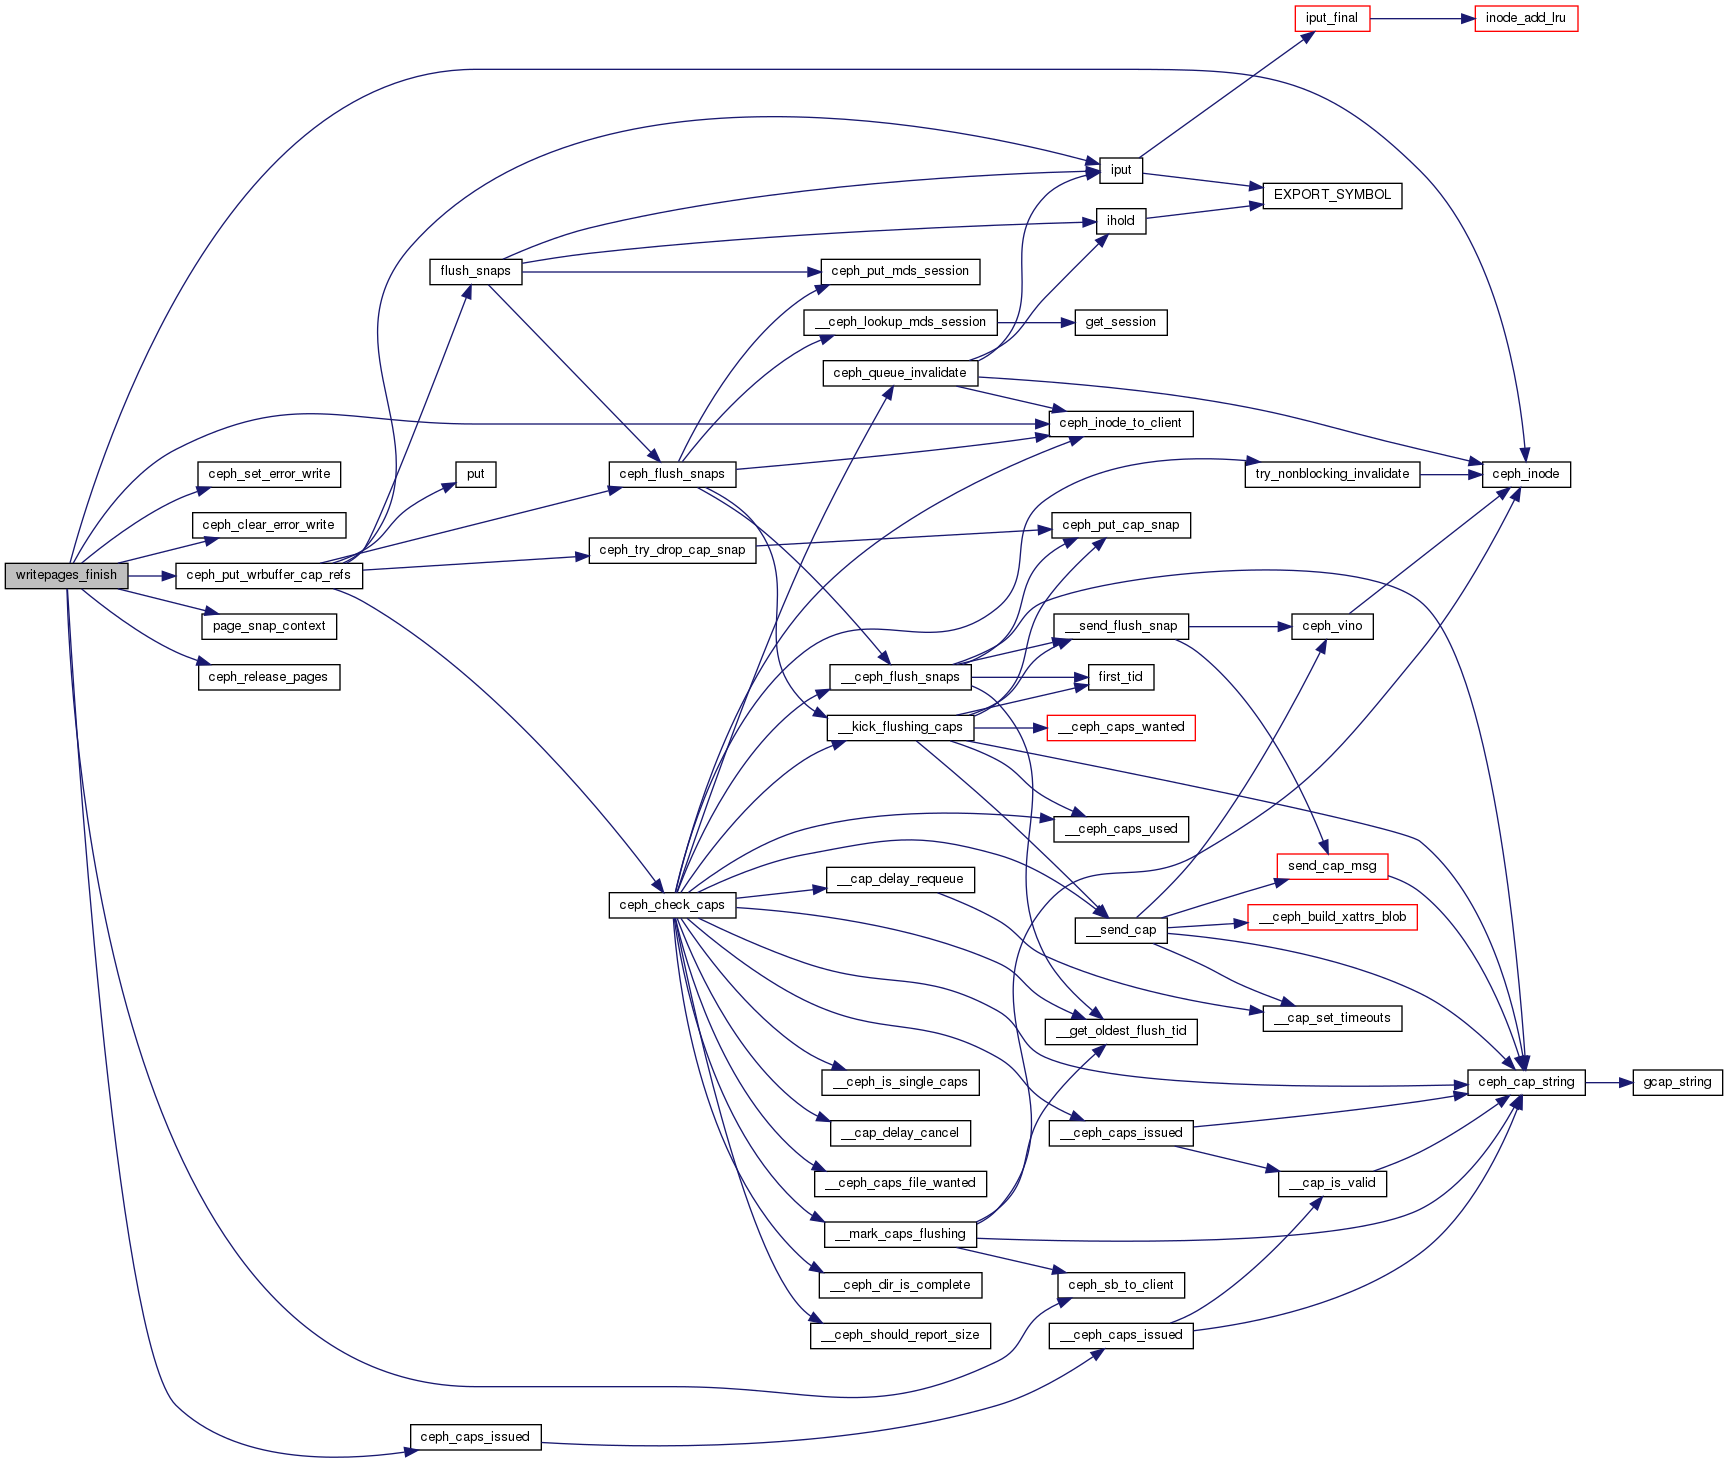 iput_final
inode_add_lru
iput
EXPORT_SYMBOL
ihold
flush_snaps
ceph_put_mds_session
__ceph_lookup_mds_session
get_session
ceph_queue_invalidate
ceph_inode_to_client
ceph_set_error_write
put
ceph_flush_snaps
try_nonblocking_invalidate
ceph_inode
ceph_clear_error_write
ceph_put_cap_snap
ceph_try_drop_cap_snap
writepages_finish
ceph_put_wrbuffer_cap_refs
page_snap_context
__send_flush_snap
ceph_vino
ceph_release_pages
__ceph_flush_snaps
first_tid
__kick_flushing_caps
__ceph_caps_wanted
__ceph_caps_used
send_cap_msg
__cap_delay_requeue
ceph_check_caps
__send_cap
__ceph_build_xattrs_blob
__get_oldest_flush_tid
__cap_set_timeouts
__ceph_is_single_caps
ceph_cap_string
gcap_string
__cap_delay_cancel
__ceph_caps_issued
__ceph_caps_file_wanted
__cap_is_valid
__mark_caps_flushing
__ceph_dir_is_complete
ceph_sb_to_client
__ceph_should_report_size
__ceph_caps_issued
ceph_caps_issued